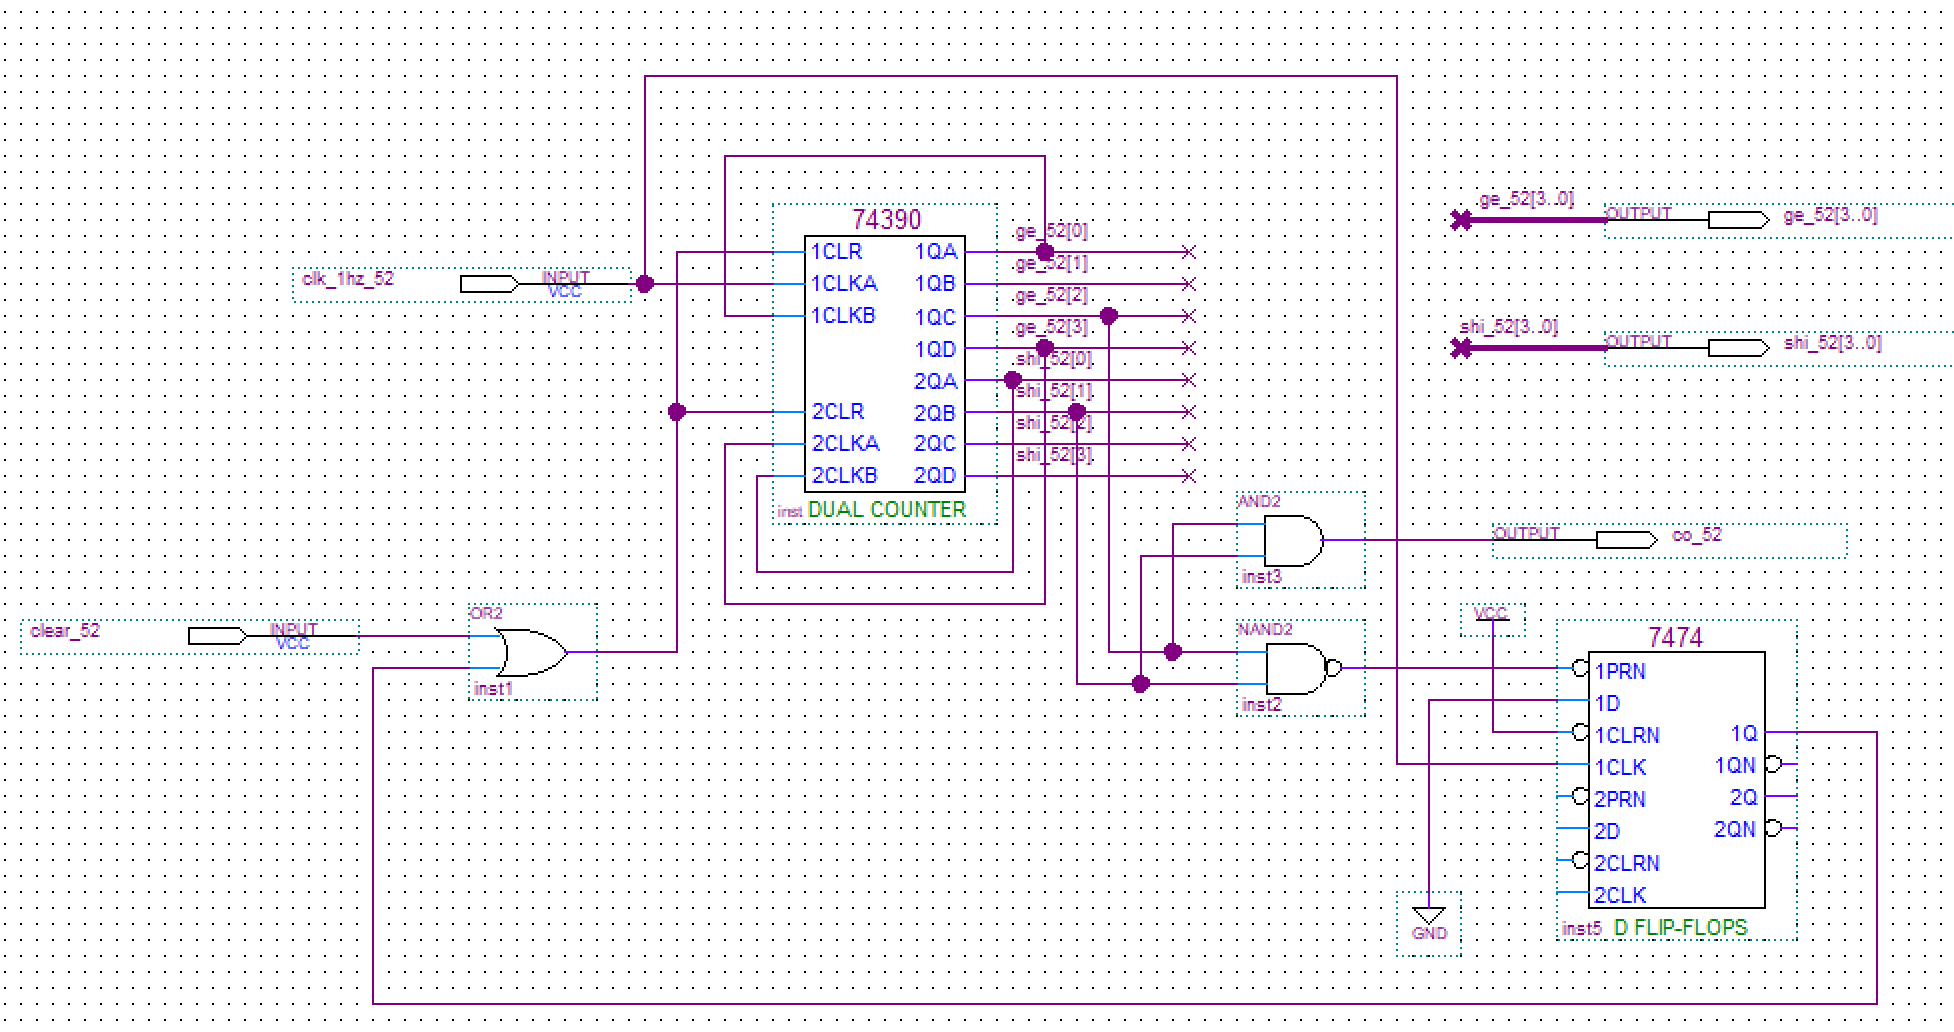 74390
ge_52[3..0]
OUTPUT
ge_52[3..0]
ge_52[0]
1CLR
1QA
clk_1hz_52
INPUT
VCC
ge_52[1]
1CLKA
1QB
ge_52[2]
1CLKB
1QC
ge_52[3]
1QD
shi_52[3..0]
OUTPUT
shi_52[3..0]
shi_52[0]
2QA
shi_52[1]
2CLR
2QB
shi_52[2]
2CLKA
2QC
shi_52[3]
2CLKB
2QD
inst
DUAL COUNTER
AND2
inst3
OUTPUT
co_52
clear_52
INPUT
VCC
OR2
inst1
NAND2
inst2
VCC
7474
1PRN
1D
1CLRN
1Q
1CLK
1QN
2PRN
2Q
2D
2QN
2CLRN
2CLK
GND
inst5
D FLIP-FLOPS